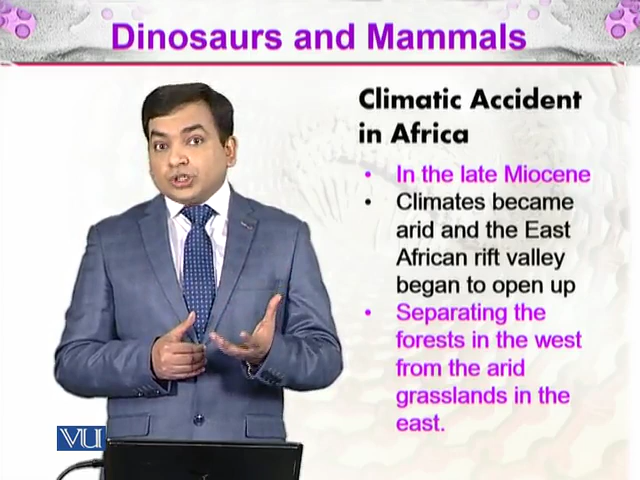 Dinosaurs and Mammals
Climatic Accident
in Africa
• In the late Miocene
• Climates became
arid and the East
African rift valley
began to open up
• Separating the
forests in the west
from the arid
grasslands in the
east.
VU